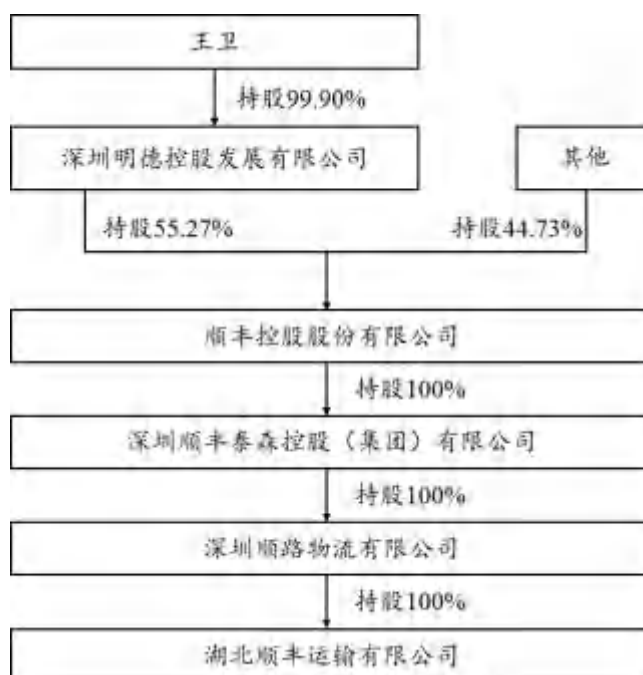 王卫
持股99.90%
深圳明德控股发展有限公司
其他
持股55.27%
持股44.73%
顺丰控股股份有限公司
持股100%
深圳顺丰泰森控股（集团）有限公司
持股100%
深圳顺路物流有限公司
持股100%
湖北顺丰运输有限公司